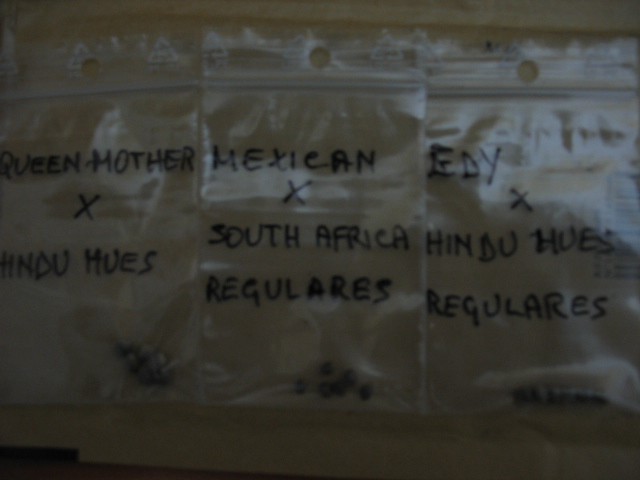 QUEEN MOTHER
X
HINDU HUES
MEXICAN
X
SOUTH AFRICA
REGULARES
EDY
X
HINDU HUES
REGULARES